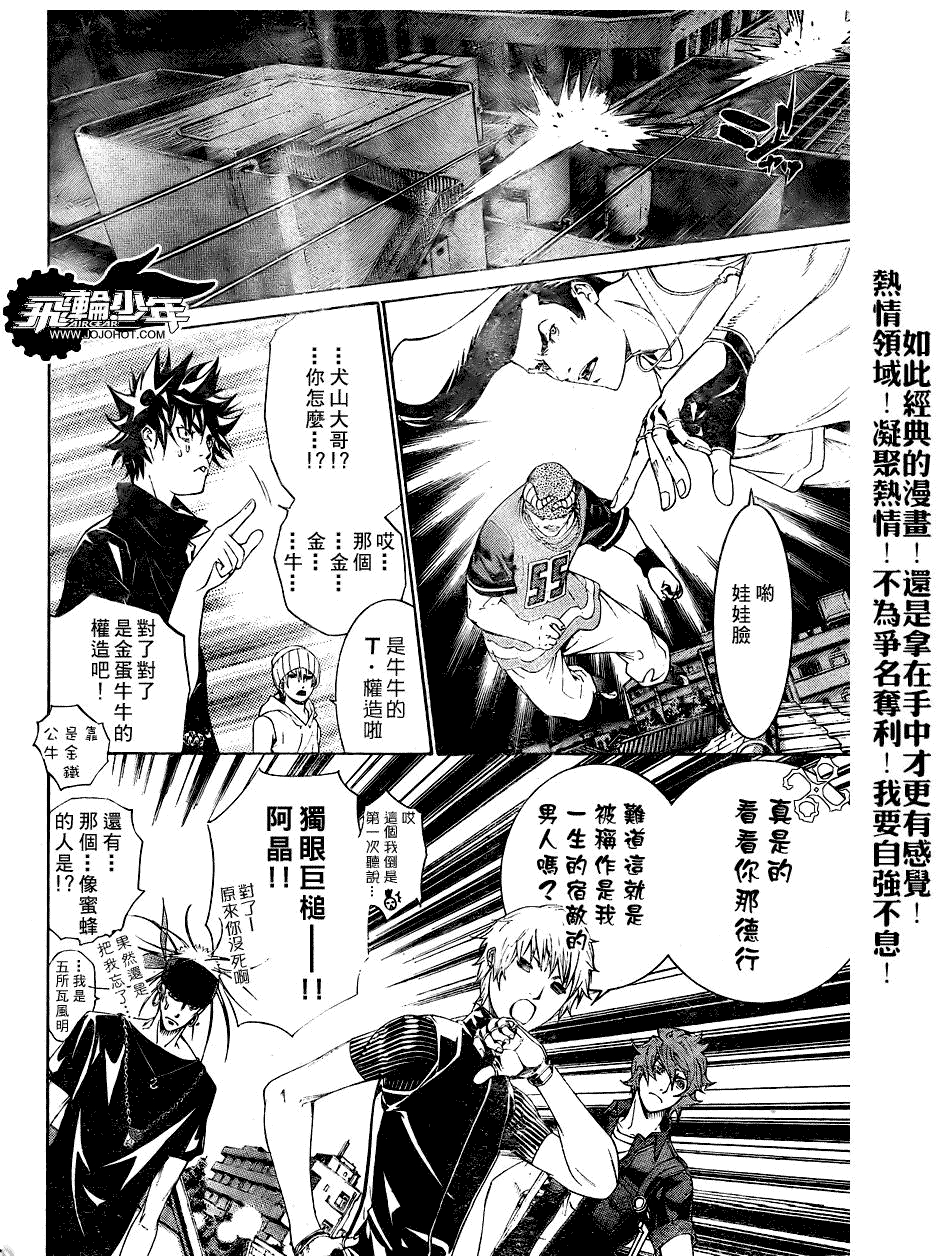 如此經典的漫畫！還是拿在手中才更有感覺！
熱情領域！凝聚熱情！不為爭名奪利！我要自強不息！
飛輪少年
AIR GEAR
WWW.JOJOHOT.COM
喲
娃娃臉
…犬山大哥!?
…你怎麼…!?
哎…
那個
…金…
金…
…牛…
是牛牛的
T·權造啦
對了對了
是金蛋牛牛的
權造吧！
靠
是金鐵
公牛
真是的
看看你那德行
難道這就是
被稱作是我
一生的宿敵的
男人嗎？
哎
這個我倒是
第一次聽說…
獨眼巨槌——!!
阿晶!!
還有…
那個…像蜜蜂
的人是!?
對了——
原來你沒死啊
果然還是
把我忘了…
…我是
五所瓦風明